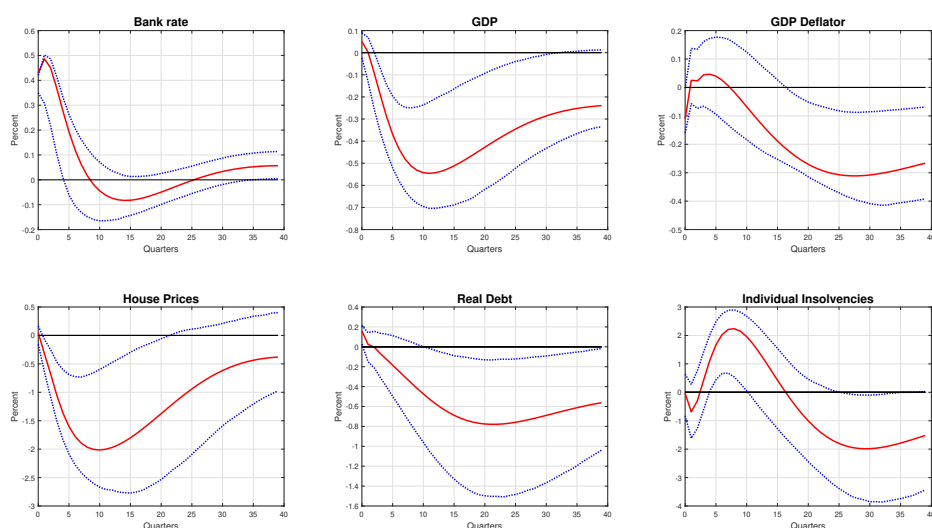 Bank rate
GDP
GDP Deflator
Percent
0.6
0.5
0.4
0.3
0.2
0.1
0
-0.1
-0.2
0 5 10 15 20 25 30 35 40
Quarters
Percent
0.1
0
-0.1
-0.2
-0.3
-0.4
-0.5
-0.6
-0.7
-0.8
0 5 10 15 20 25 30 35 40
Quarters
Percent
0.2
0.1
0
-0.1
-0.2
-0.3
-0.4
-0.5
0 5 10 15 20 25 30 35 40
Quarters
House Prices
Real Debt
Individual Insolvencies
Percent
0.5
0
-0.5
-1
-1.5
-2
-2.5
-3
0 5 10 15 20 25 30 35 40
Quarters
Percent
0.4
0.2
0
-0.2
-0.4
-0.6
-0.8
-1
-1.2
-1.4
-1.6
0 5 10 15 20 25 30 35 40
Quarters
Percent
3
2
1
0
-1
-2
-3
-4
0 5 10 15 20 25 30 35 40
Quarters